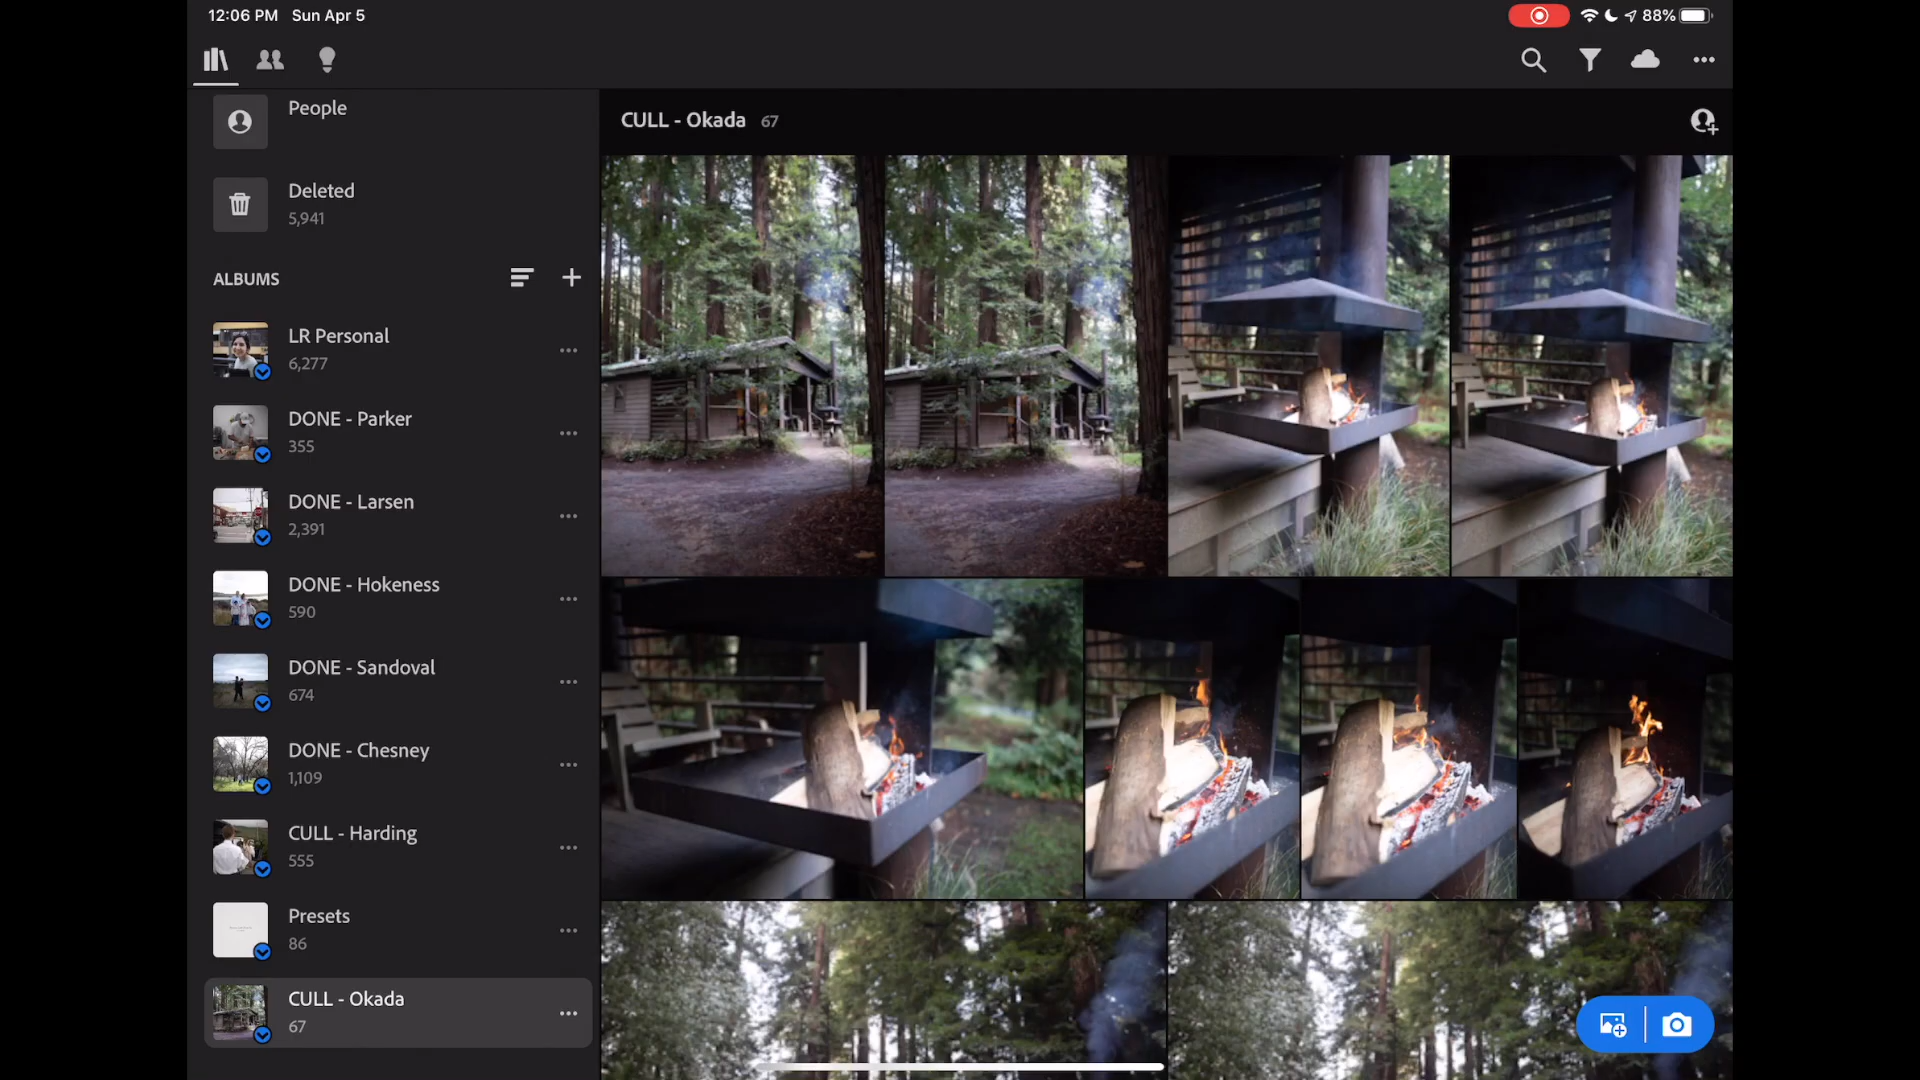 12:06 PM Sun Apr 5
88%
People
Deleted
5,941
ALBUMS
LR Personal
6,277
DONE - Parker
355
DONE - Larsen
2,391
DONE - Hokeness
590
DONE - Sandoval
674
DONE - Chesney
1,109
CULL - Harding
555
Presets
86
CULL - Okada
67
CULL - Okada 67